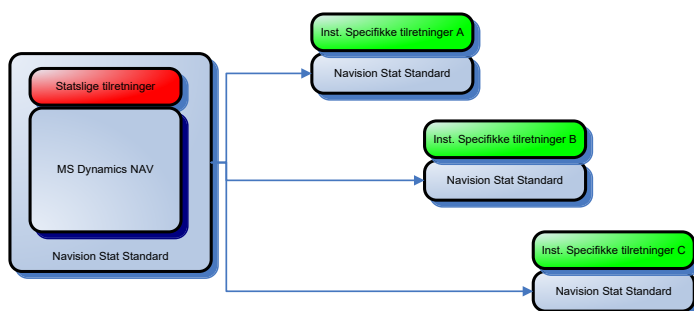 Inst. Specifikke tilretninger A
Navision Stat Standard
Statslige tilretninger
MS Dynamics NAV
Navision Stat Standard
Inst. Specifikke tilretninger B
Navision Stat Standard
Inst. Specifikke tilretninger C
Navision Stat Standard